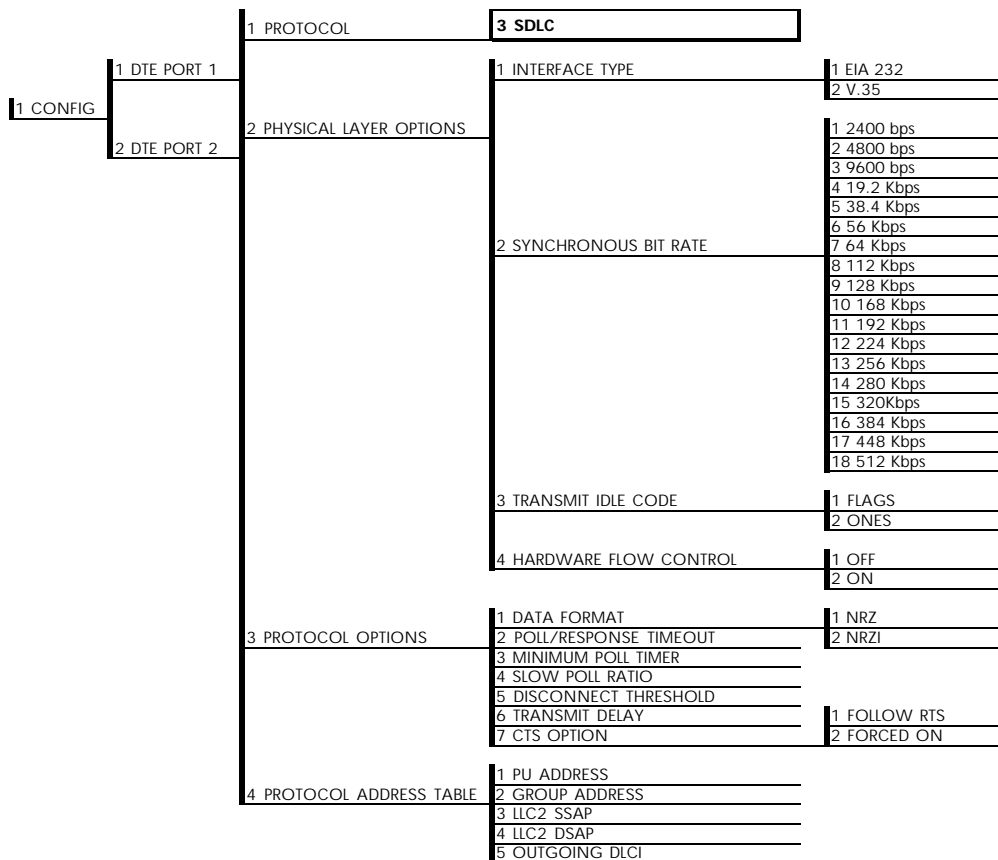 1 CONFIG
1 DTE PORT 1
2 DTE PORT 2
1 PROTOCOL
3 SDLC
2 PHYSICAL LAYER OPTIONS
1 INTERFACE TYPE
1 EIA 232
2 V.35
2 SYNCHRONOUS BIT RATE
1 2400 bps
2 4800 bps
3 9600 bps
4 19.2 Kbps
5 38.4 Kbps
6 56 Kbps
7 64 Kbps
8 112 Kbps
9 128 Kbps
10 168 Kbps
11 192 Kbps
12 224 Kbps
13 256 Kbps
14 280 Kbps
15 320Kbps
16 384 Kbps
17 448 Kbps
18 512 Kbps
3 TRANSMIT IDLE CODE
1 FLAGS
2 ONES
4 HARDWARE FLOW CONTROL
1 OFF
2 ON
3 PROTOCOL OPTIONS
1 DATA FORMAT
1 NRZ
2 NRZI
2 POLL/RESPONSE TIMEOUT
3 MINIMUM POLL TIMER
4 SLOW POLL RATIO
5 DISCONNECT THRESHOLD
6 TRANSMIT DELAY
7 CTS OPTION
1 FOLLOW RTS
2 FORCED ON
4 PROTOCOL ADDRESS TABLE
1 PU ADDRESS
2 GROUP ADDRESS
3 LLC2 SSAP
4 LLC2 DSAP
5 OUTGOING DLCI